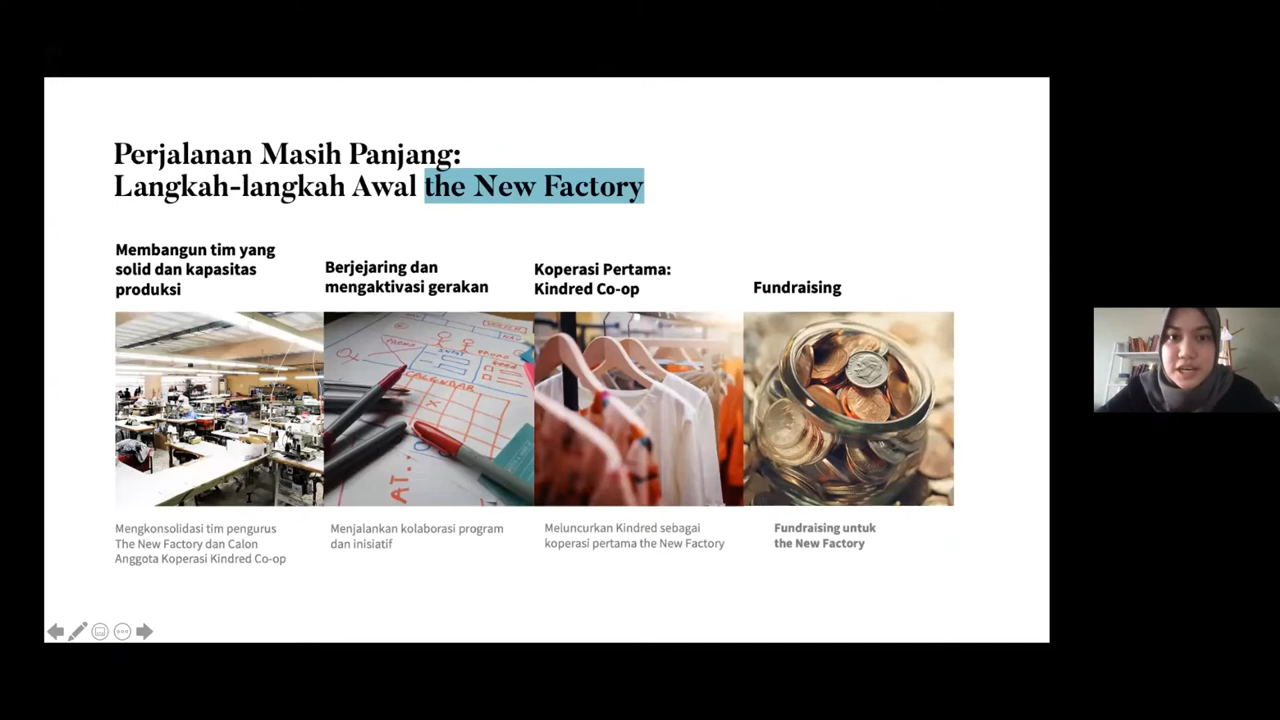 Perjalanan Masih Panjang:
Langkah-langkah Awal the New Factory
Membangun tim yang
solid dan kapasitas
produksi
Berjejaring dan
mengaktivasi gerakan
Koperasi Pertama:
Kindred Co-op
Fundraising
CALENDAR
AT.
Mengkonsolidasi tim pengurus
The New Factory dan Calon
Anggota Koperasi Kindred Co-op
Menjalankan kolaborasi program
dan inisiatif
Meluncurkan Kindred sebagai
koperasi pertama the New Factory
Fundraising untuk
the New Factory